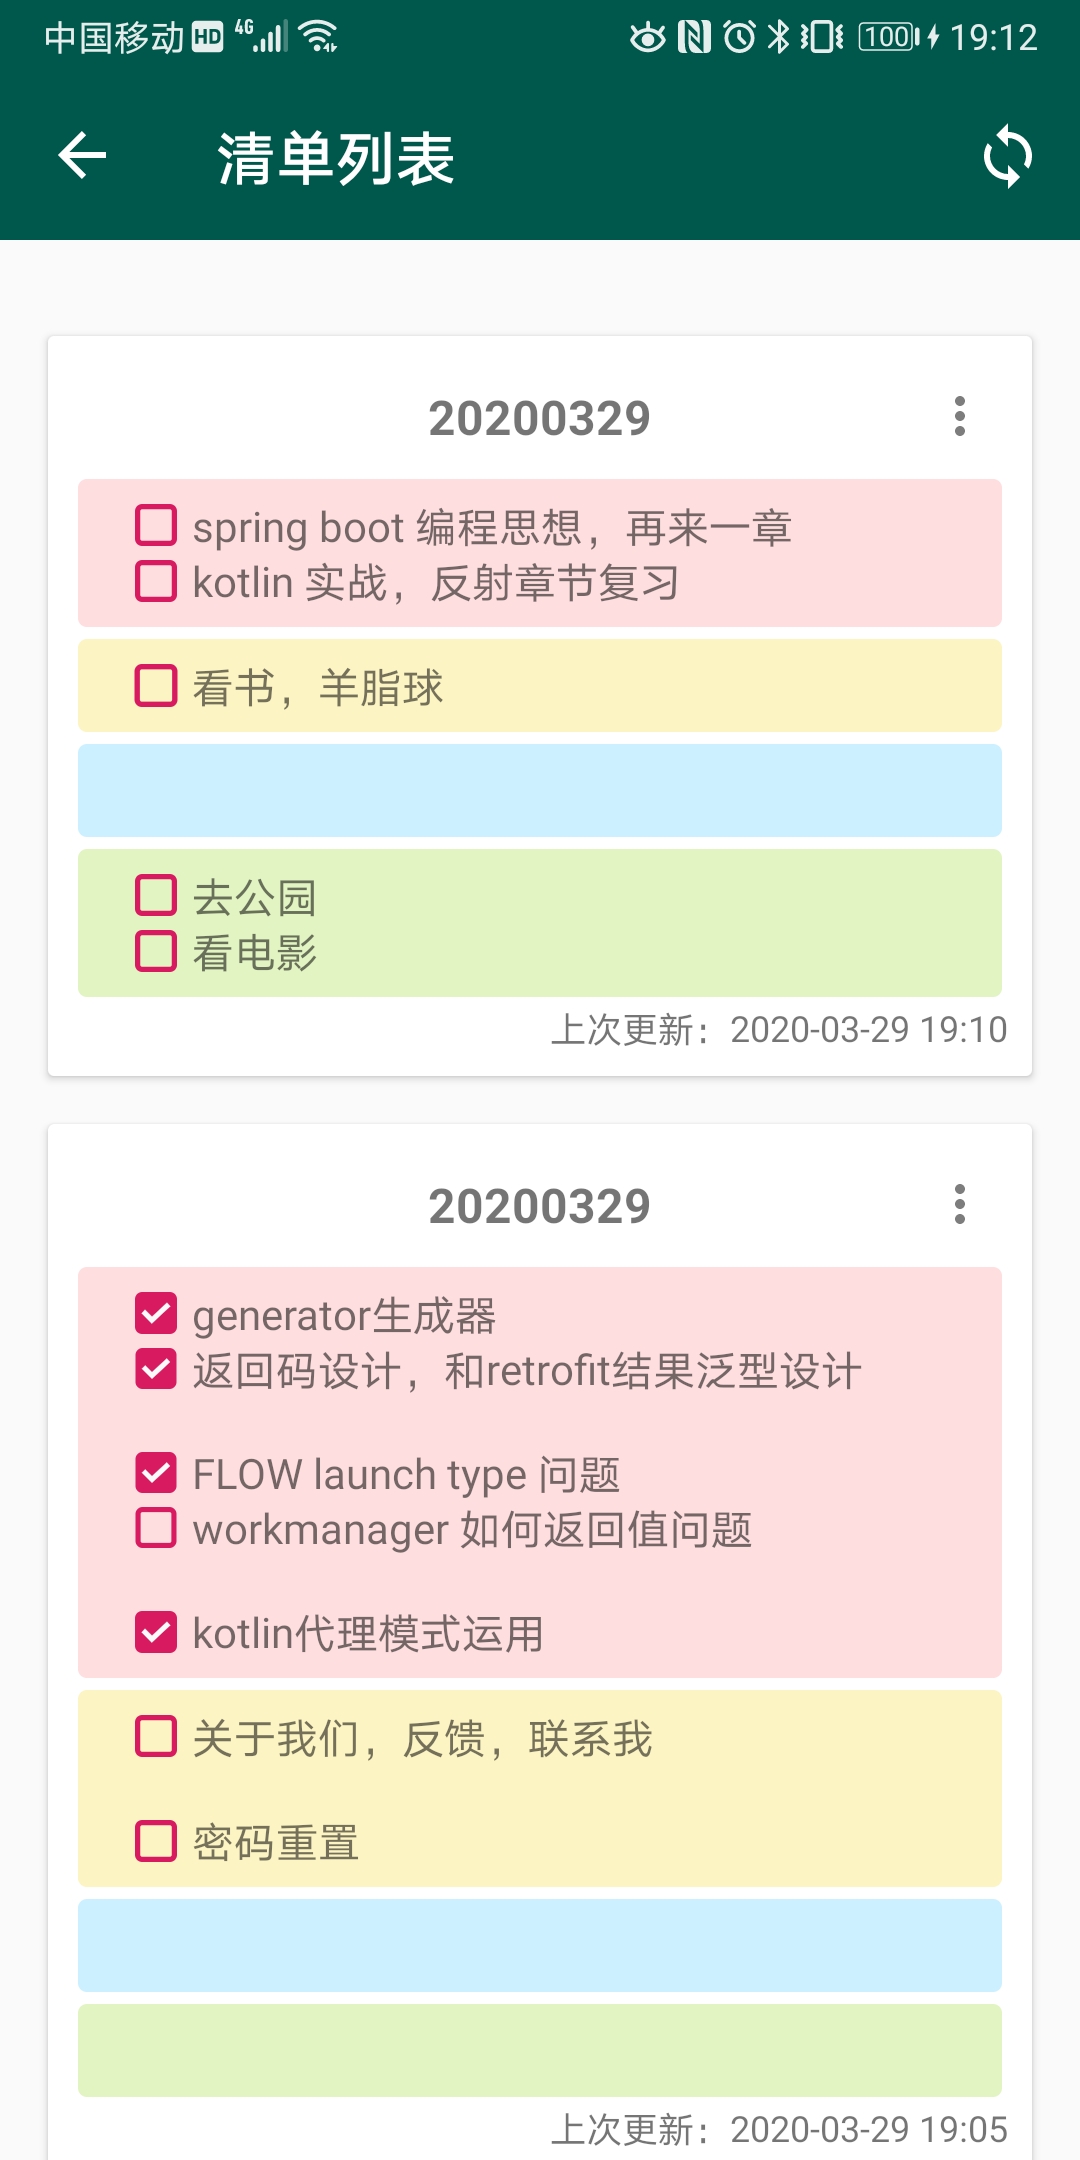 中国移动 HD 4G 100 19:12
清单列表
20200329
spring boot 编程思想，再来一章
kotlin 实战，反射章节复习
看书，羊脂球
去公园
看电影
上次更新：2020-03-29 19:10
20200329
generator生成器
返回码设计，和retrofit结果泛型设计
FLOW launch type 问题
workmanager 如何返回值问题
kotlin代理模式运用
关于我们，反馈，联系我
密码重置
上次更新：2020-03-29 19:05